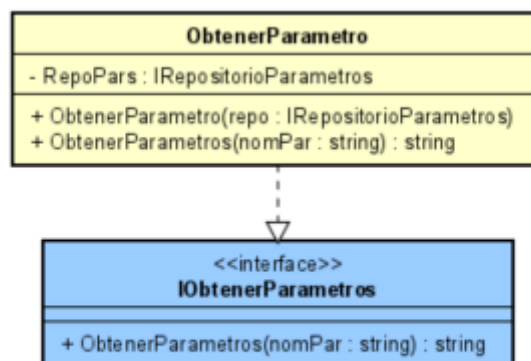 ObtenerParametro
- RepoPars : IRepositorioParametros
+ ObtenerParametro(repo : IRepositorioParametros)
+ ObtenerParametros(nomPar : string) : string
<<interface>>
IObtenerParametros
+ ObtenerParametros(nomPar : string) : string